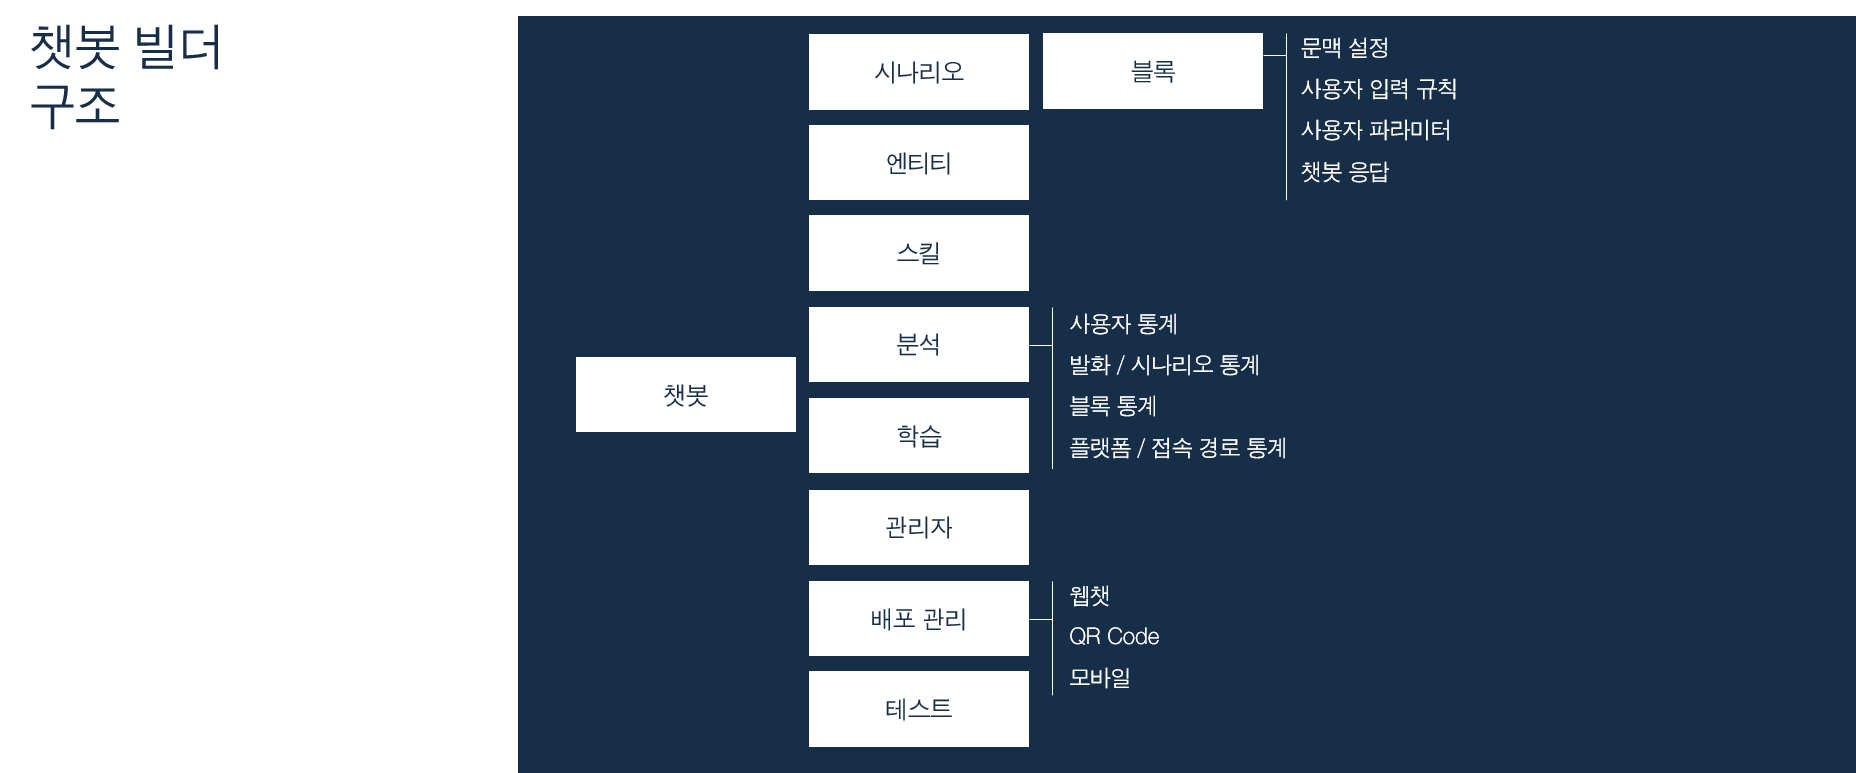 챗봇 빌더
구조
시나리오
블록
문맥 설정
사용자 입력 규칙
사용자 파라미터
챗봇 응답
엔티티
스킬
분석
사용자 통계
발화 / 시나리오 통계
블록 통계
플랫폼 / 접속 경로 통계
챗봇
학습
관리자
배포 관리
웹챗
QR Code
모바일
테스트